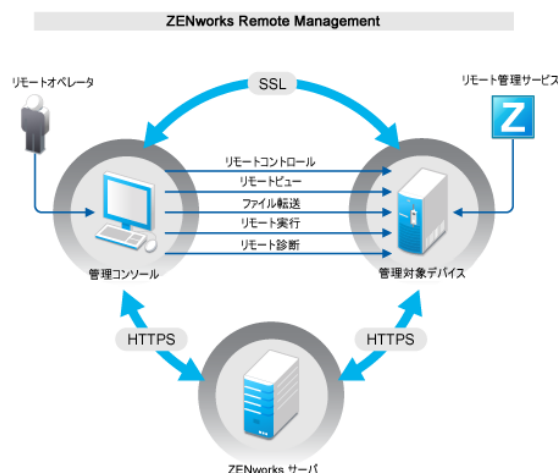 ZENworks Remote Management
SSL
リモートオペレータ
リモート管理サービス
Z
リモートコントロール
リモートビュー
ファイル転送
リモート実行
リモート診断
管理コンソール
管理対象デバイス
HTTPS
HTTPS
ZENworks サーバ